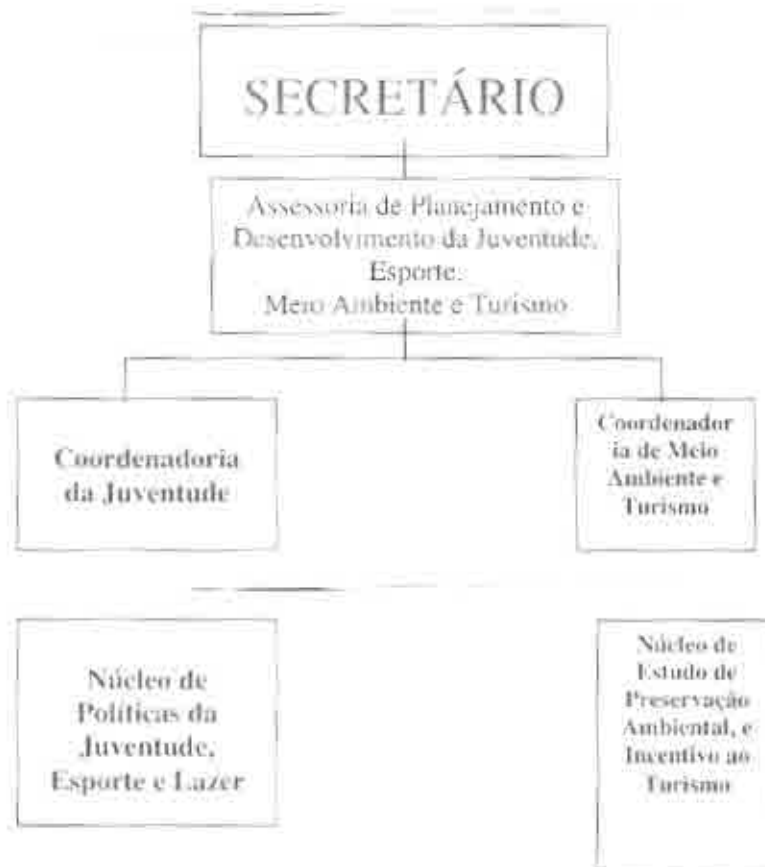 SECRETÁRIO
Assessoria de Planejamento e
Desenvolvimento da Juventude,
Esporte,
Meio Ambiente e Turismo
Coordenadoria
da Juventude
Coordenador
ia de Meio
Ambiente e
Turismo
Núcleo de
Políticas da
Juventude,
Esporte e Lazer
Núcleo de
Estudo de
Preservação
Ambiental, e
Incentivo ao
Turismo